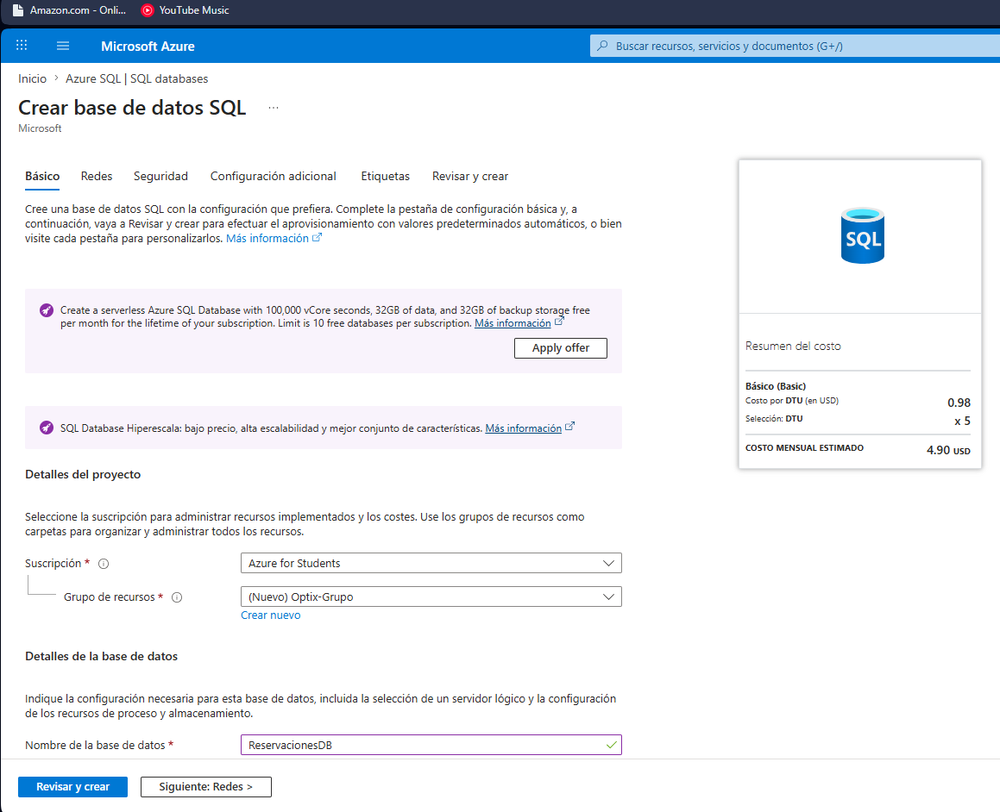 Amazon.com - Onli...
YouTube Music
Microsoft Azure
Buscar recursos, servicios y documentos (G+/)
Inicio > Azure SQL | SQL databases
Crear base de datos SQL ...
Microsoft
Básico
Redes
Seguridad
Configuración adicional
Etiquetas
Revisar y crear
Cree una base de datos SQL con la configuración que prefiera. Complete la pestaña de configuración básica y, a
continuación, vaya a Revisar y crear para efectuar el aprovisionamiento con valores predeterminados automáticos, o bien
visite cada pestaña para personalizarlos. Más información
Create a serverless Azure SQL Database with 100,000 vCore seconds, 32GB of data, and 32GB of backup storage free
per month for the lifetime of your subscription. Limit is 10 free databases per subscription. Más información
Apply offer
SQL Database Hiperescala: bajo precio, alta escalabilidad y mejor conjunto de características. Más información
Detalles del proyecto
Seleccione la suscripción para administrar recursos implementados y los costes. Use los grupos de recursos como
carpetas para organizar y administrar todos los recursos.
Suscripción *
Azure for Students
Grupo de recursos *
(Nuevo) Optix-Grupo
Crear nuevo
Detalles de la base de datos
Indique la configuración necesaria para esta base de datos, incluida la selección de un servidor lógico y la configuración
de los recursos de proceso y almacenamiento.
Nombre de la base de datos *
ReservacionesDB
Revisar y crear
Siguiente: Redes >
SQL
Resumen del costo
Básico (Basic)
Costo por DTU (en USD)
0.98
Selección: DTU
x 5
COSTO MENSUAL ESTIMADO
4.90 USD